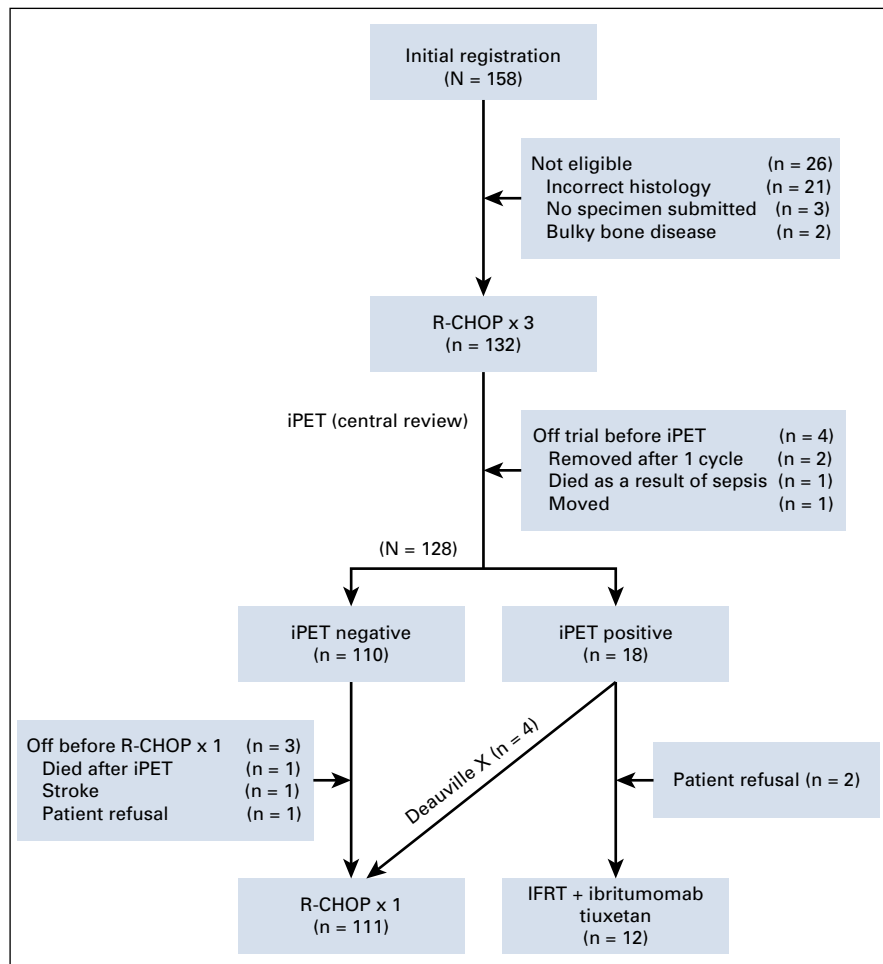 Initial registration
(N = 158)
Not eligible (n = 26)
Incorrect histology (n = 21)
No specimen submitted (n = 3)
Bulky bone disease (n = 2)
R-CHOP x 3
(n = 132)
iPET (central review)
Off trial before iPET (n = 4)
Removed after 1 cycle (n = 2)
Died as a result of sepsis (n = 1)
Moved (n = 1)
(N = 128)
iPET negative
(n = 110)
iPET positive
(n = 18)
Off before R-CHOP x 1 (n = 3)
Died after iPET (n = 1)
Stroke (n = 1)
Patient refusal (n = 1)
Deauville X (n = 4)
Patient refusal (n = 2)
R-CHOP x 1
(n = 111)
IFRT + ibritumomab
tiuxetan
(n = 12)